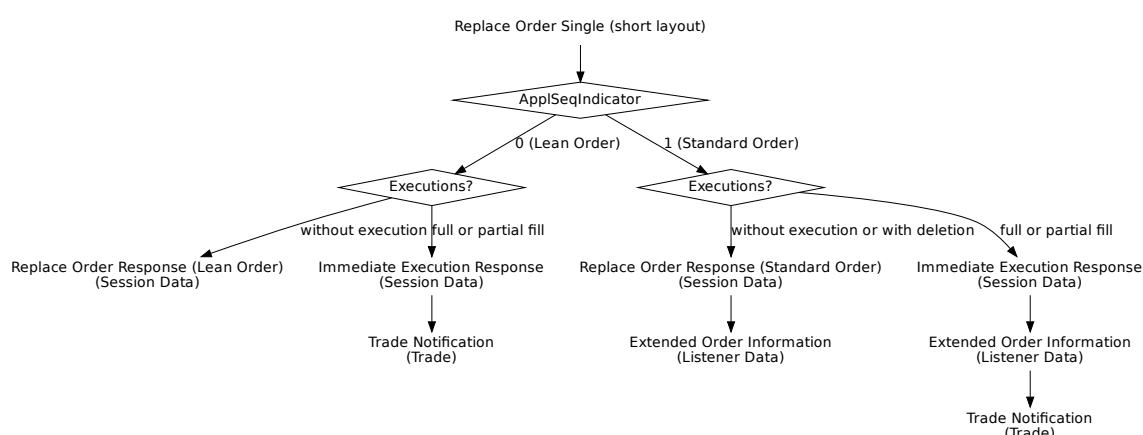 Replace Order Single (short layout)
ApplSeqIndicator
0 (Lean Order)
1 (Standard Order)
Executions?
Executions?
without execution
full or partial fill
without execution or with deletion
full or partial fill
Replace Order Response (Lean Order)
(Session Data)
Immediate Execution Response
(Session Data)
Replace Order Response (Standard Order)
(Session Data)
Immediate Execution Response
(Session Data)
Trade Notification
(Trade)
Extended Order Information
(Listener Data)
Extended Order Information
(Listener Data)
Trade Notification
(Trade)